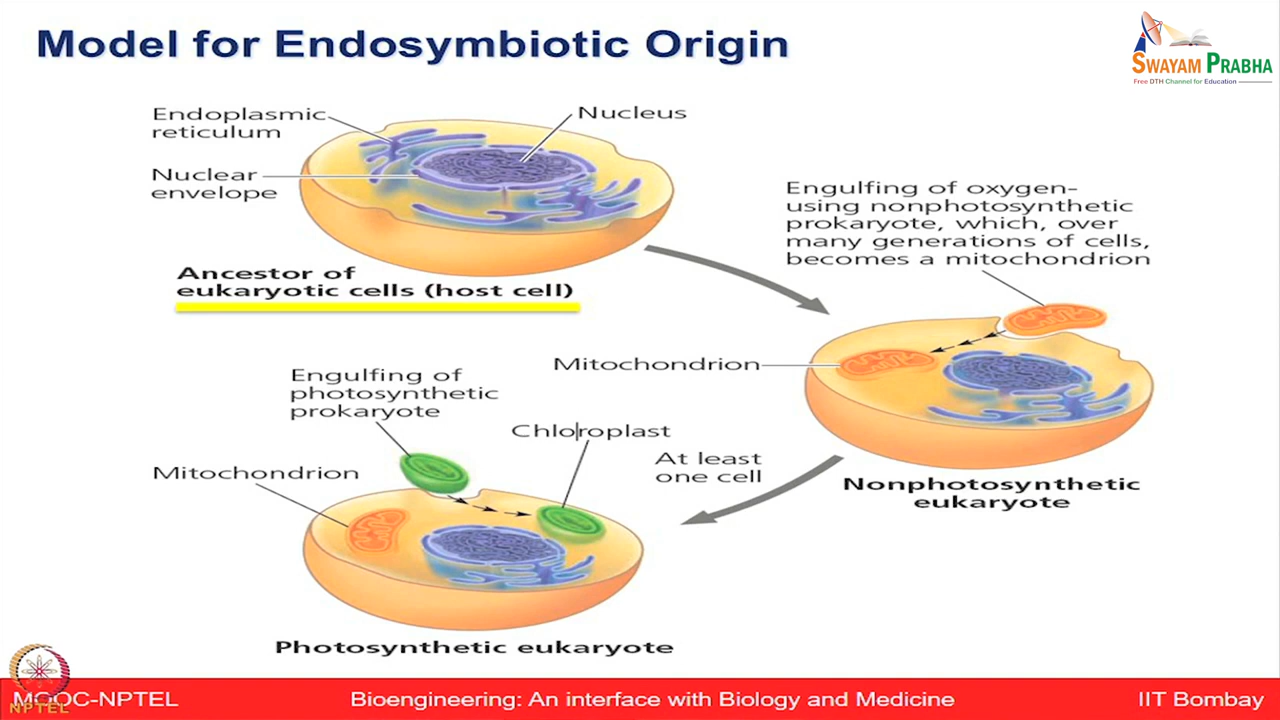 Model for Endosymbiotic Origin
SWAYAM PRABHA
Free DTH Channel for Education
Endoplasmic
reticulum
Nucleus
Nuclear
envelope
Ancestor of
eukaryotic cells (host cell)
Engulfing of oxygen-
using nonphotosynthetic
prokaryote, which, over
many generations of cells,
becomes a mitochondrion
Mitochondrion
Nonphotosynthetic
eukaryote
At least
one cell
Engulfing of
photosynthetic
prokaryote
Chloroplast
Mitochondrion
Photosynthetic eukaryote
MOOC-NPTEL
NPTEL
Bioengineering: An interface with Biology and Medicine
IIT Bombay